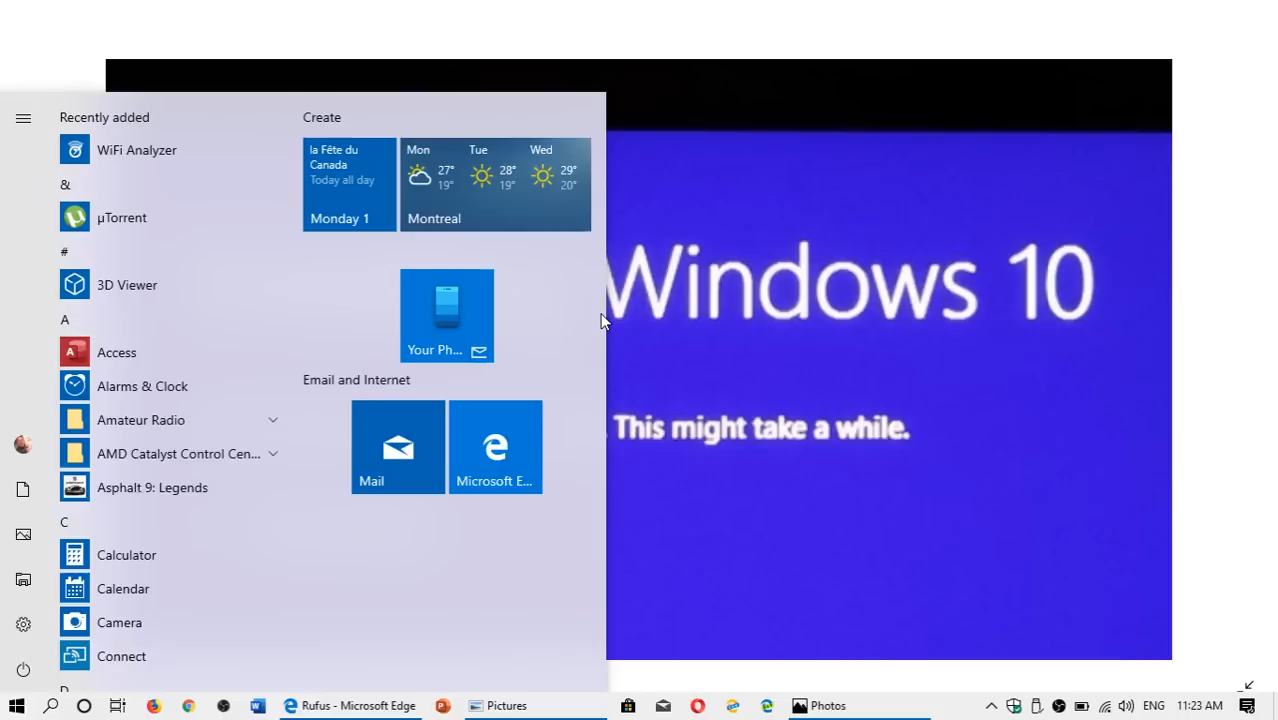 Recently added
WiFi Analyzer
&
µTorrent
#
3D Viewer
A
Access
Alarms & Clock
Amateur Radio
AMD Catalyst Control Cen...
Asphalt 9: Legends
C
Calculator
Calendar
Camera
Connect
Create
la Fête du
Canada
Today all day
Monday 1
Mon Tue Wed
27° 28° 29°
19° 19° 20°
Montreal
Your Ph...
Email and Internet
Mail
Microsoft E...
Windows 10
. This might take a while.
Rufus - Microsoft Edge
Pictures
Photos
ENG
11:23 AM